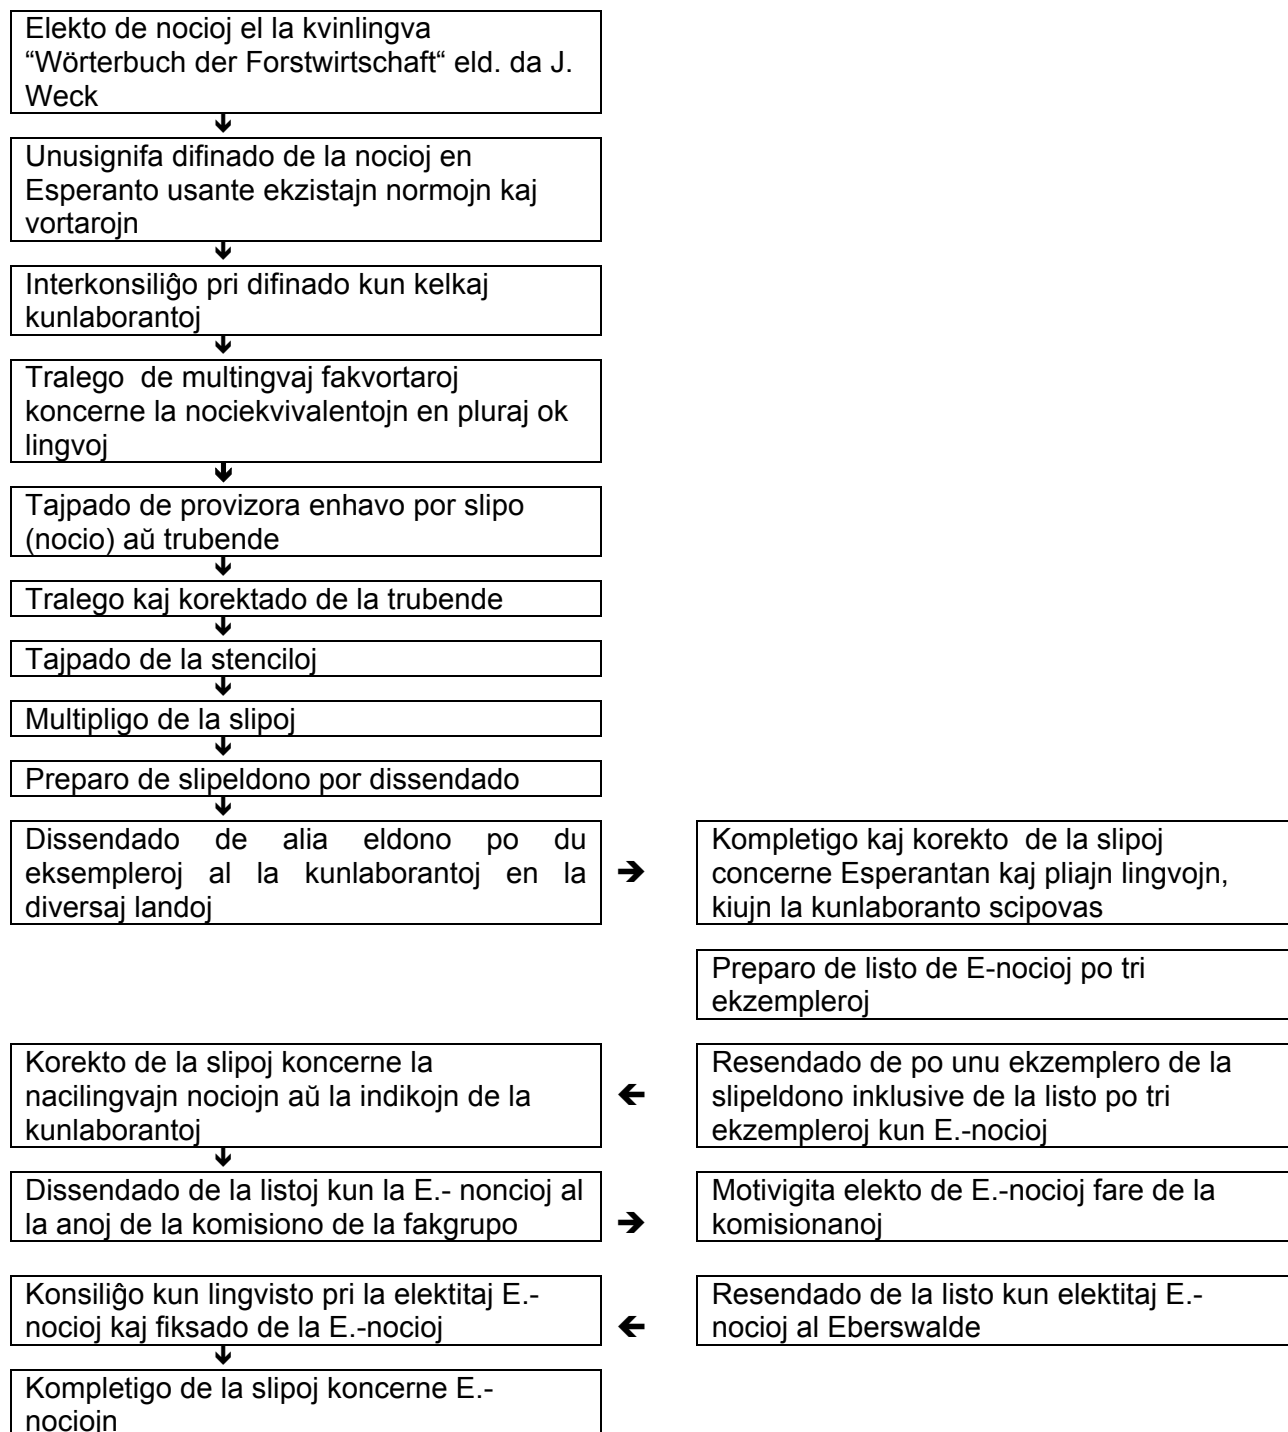 Elekto de nocioj el la kvinlingva
“Wörterbuch der Forstwirtschaft“ eld. da J.
Weck
Unusignifa difinado de la nocioj en
Esperanto usante ekzistajn normojn kaj
vortarojn
Interkonsiliĝo pri difinado kun kelkaj
kunlaborantoj
Tralego de multingvaj fakvortaroj
koncerne la nociekvivalentojn en pluraj ok
lingvoj
Tajpado de provizora enhavo por slipo
(nocio) aŭ trubende
Tralego kaj korektado de la trubende
Tajpado de la stenciloj
Multipligo de la slipoj
Preparo de slipeldono por dissendado
Dissendado de alia eldono po du
eksempleroj al la kunlaborantoj en la
diversaj landoj
Kompletigo kaj korekto de la slipoj
concerne Esperantan kaj pliajn lingvojn,
kiujn la kunlaboranto scipovas
Preparo de listo de E-nocioj po tri
ekzempleroj
Korekto de la slipoj koncerne la
nacilingvajn nociojn aŭ la indikojn de la
kunlaborantoj
Resendado de po unu ekzemplero de la
slipeldono inklusive de la listo po tri
ekzempleroj kun E.-nocioj
Dissendado de la listoj kun la E.- noncioj al
la anoj de la komisiono de la fakgrupo
Motivigita elekto de E.-nocioj fare de la
komisionanoj
Konsiliĝo kun lingvisto pri la elektitaj E.-
nocioj kaj fiksado de la E.-nocioj
Resendado de la listo kun elektitaj E.-
nocioj al Eberswalde
Kompletigo de la slipoj koncerne E.-
nociojn